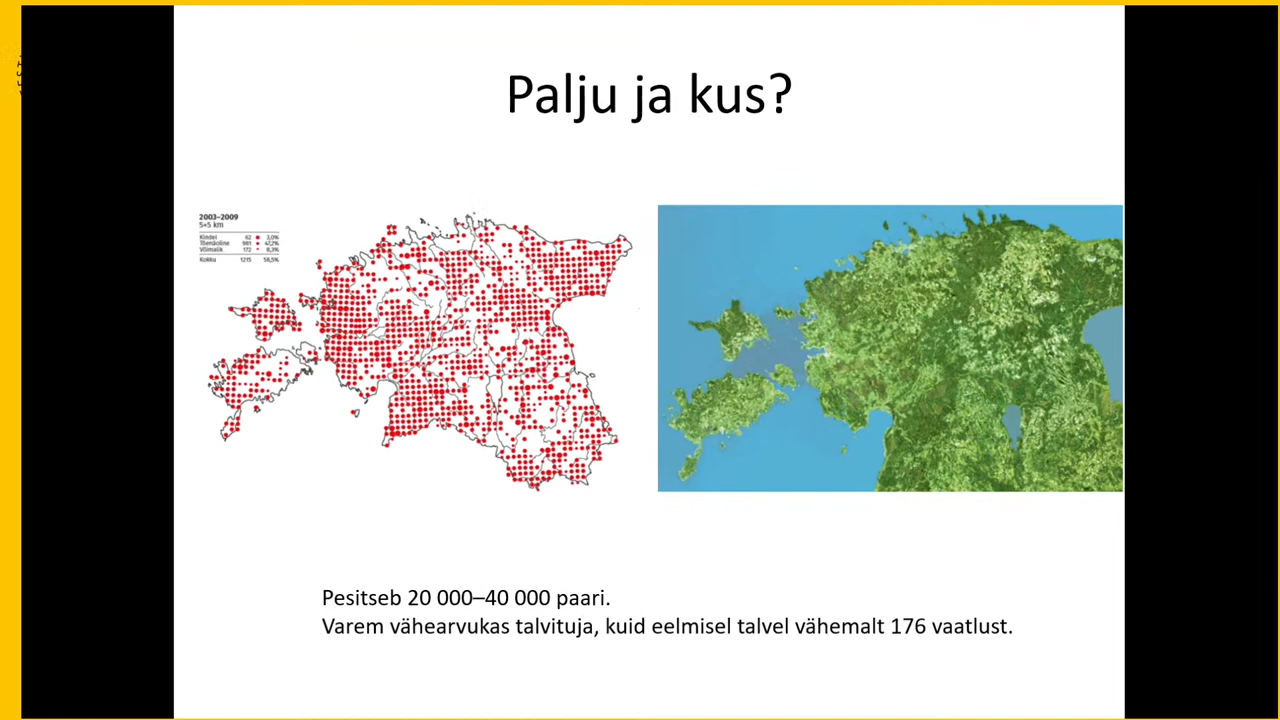 Palju ja kus?
2003–2009
5×5 km
Kindel 62 3,0%
Tõenäoline 981 47,2%
Võimalik 172 8,3%
Kokku 1215 58,5%
Pesitseb 20 000–40 000 paari.
Varem vähearvukas talvituja, kuid eelmisel talvel vähemalt 176 vaatlust.